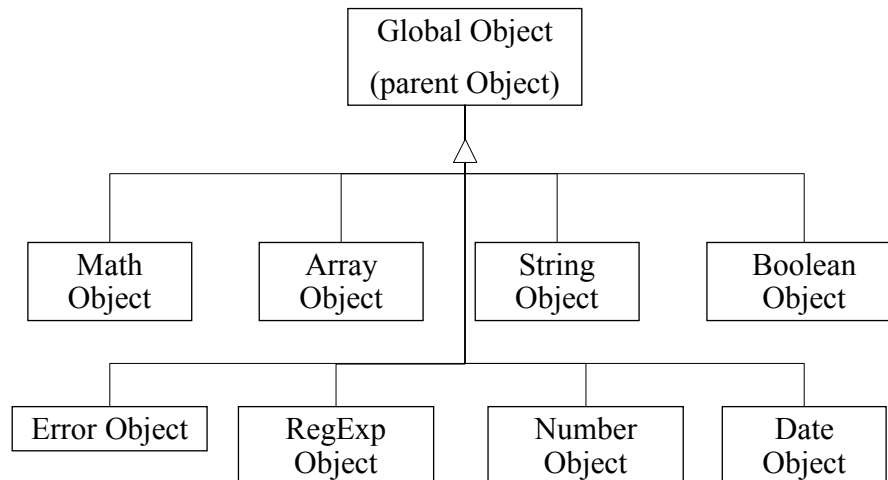 Global Object
(parent Object)
Math
Object
Array
Object
String
Object
Boolean
Object
Error Object
RegExp
Object
Number
Object
Date
Object